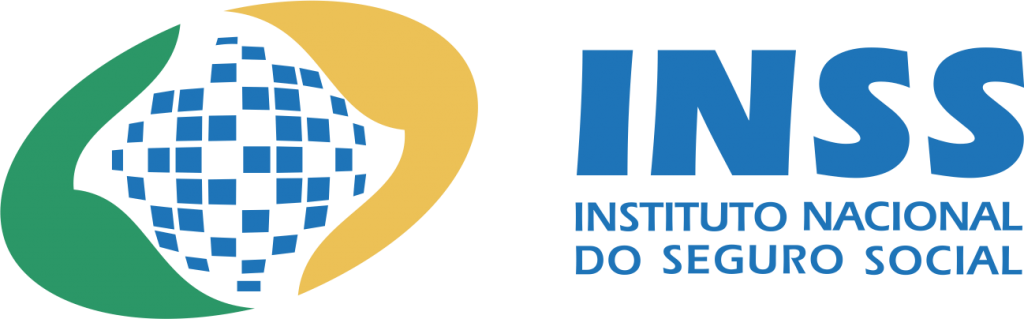 INSS
INSTITUTO NACIONAL
DO SEGURO SOCIAL